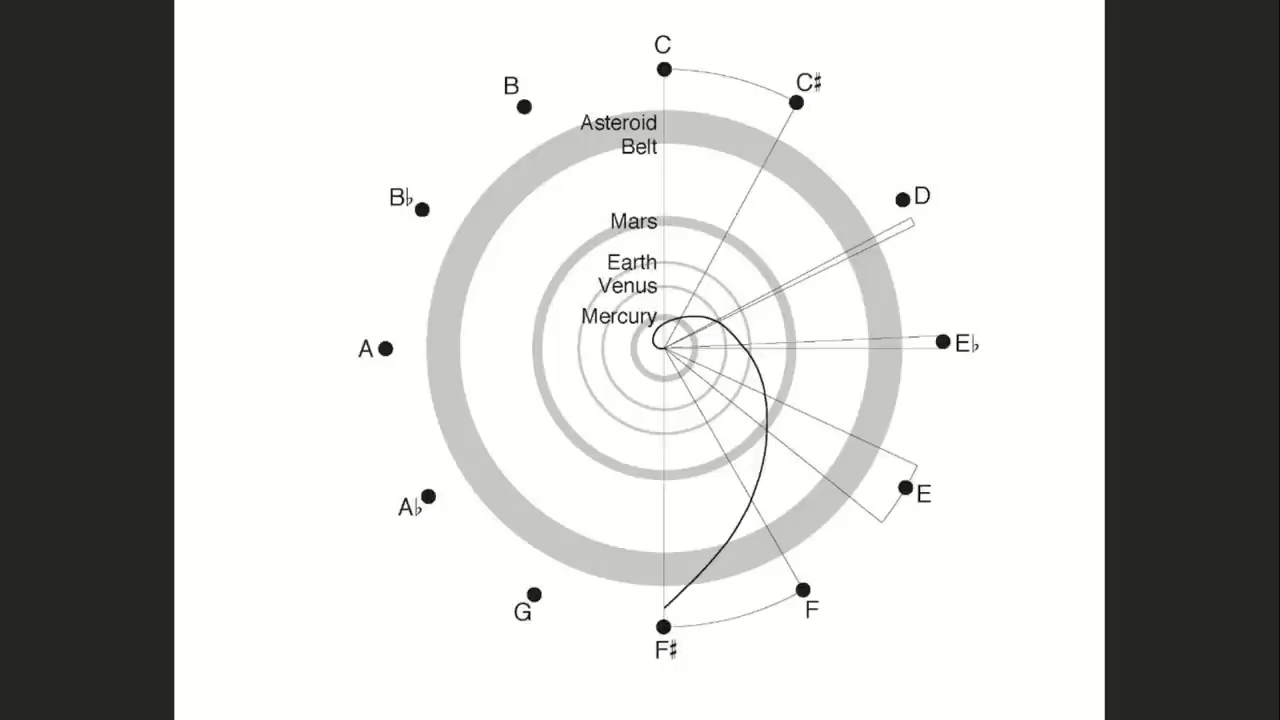 C
C♯
B
Asteroid
Belt
D
B♭
Mars
Earth
Venus
Mercury
E♭
A
E
A♭
F
G
F♯